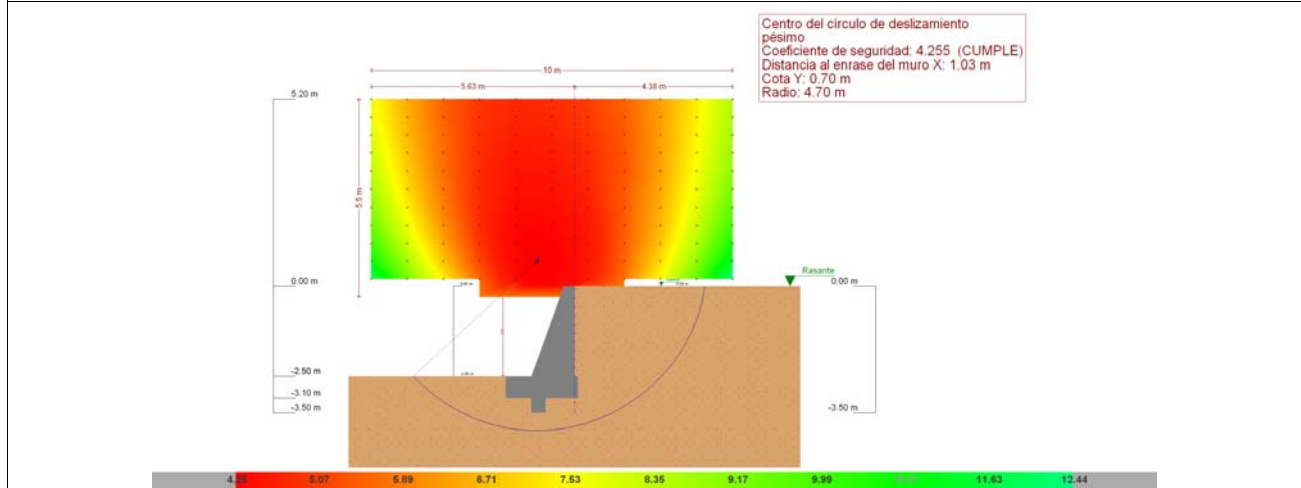 Centro del círculo de deslizamiento
pésimo
Coeficiente de seguridad: 4.255 (CUMPLE)
Distancia al enrase del muro X: 1.03 m
Cota Y: 0.70 m
Radio: 4.70 m
10 m
5.63 m
4.38 m
5.20 m
5.5 m
Rasante
0.00 m
0.00 m
-2.50 m
-3.10 m
-3.50 m
-3.50 m
5.07
5.89
6.71
7.53
8.35
9.17
9.99
11.63
12.44